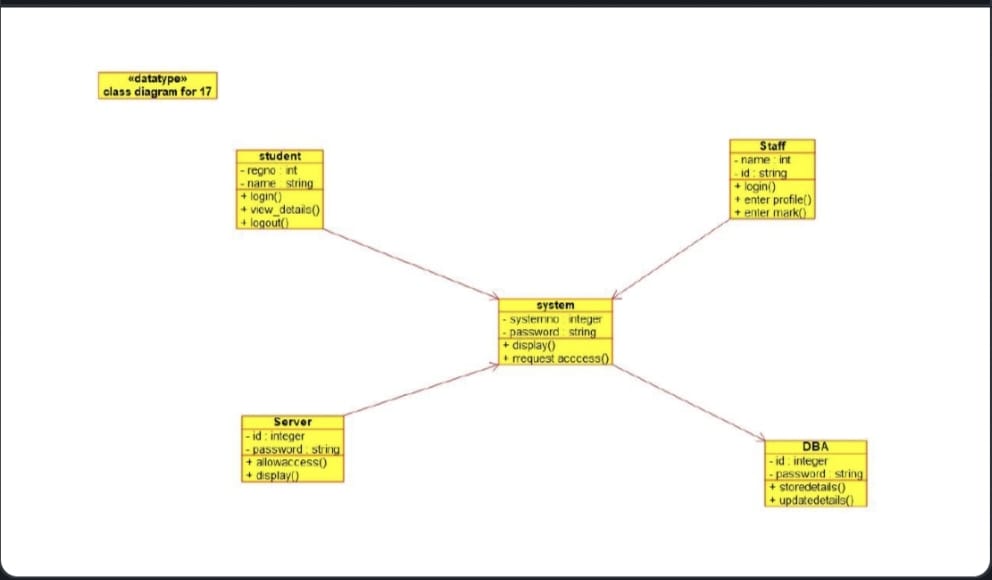 «datatype»
class diagram for 17
student
- regno : int
- name : string
+ login()
+ view_details()
+ logout()
Staff
- name : int
- id : string
+ login()
+ enter profile()
+ enter mark()
system
- systemno : integer
- password : string
+ display()
+ rrequest acccess()
Server
- id : integer
- password : string
+ allowaccess()
+ display()
DBA
- id : integer
- password : string
+ storedetails()
+ updatedetails()